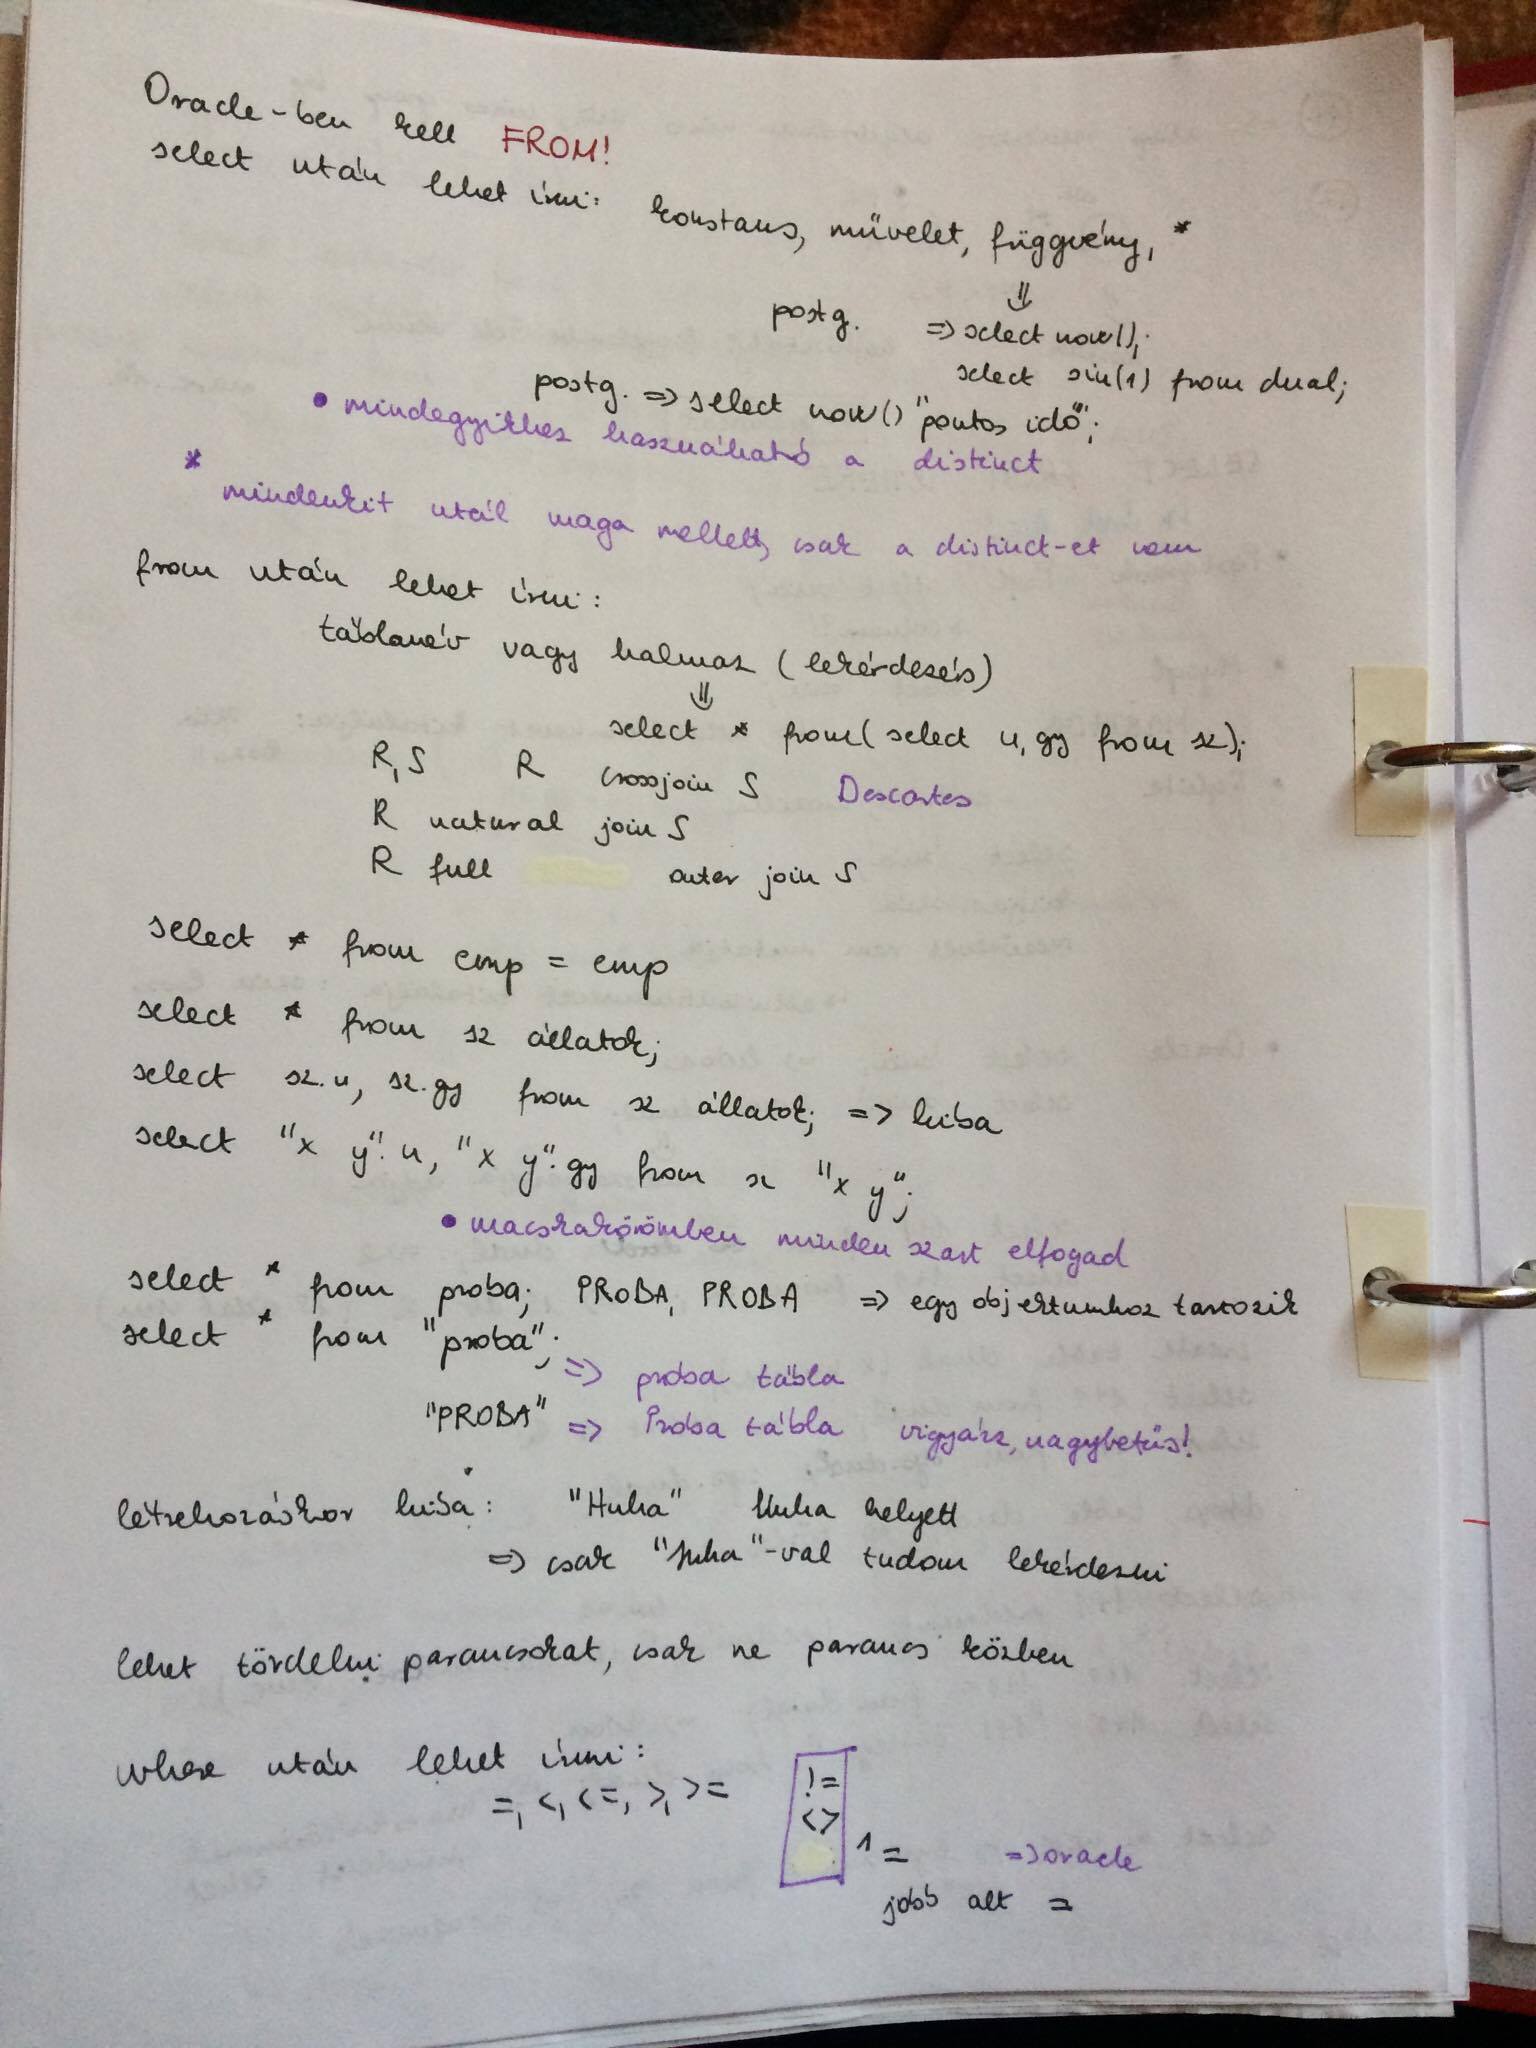 Oracle-ben kell FROM!
select után lehet írni: konstans, művelet, függvény, *
⇓
postg. => select now();
select sin(1) from dual;
postg. => select now() "pontos idő";
• mindegyikhez használható a distinct
* mindenkit utál maga mellett, csak a distinct-et nem
from után lehet írni:
táblanév vagy halmaz (lekérdezés)
⇓
select * from (select n, gy from sz);
R, S R crossjoin S Descartes
R natural join S
R full outer join S
select * from emp = emp
select * from sz állatok;
select sz.n, sz.gy from sz állatok; => hiba
select "x y".n, "x y".gy from sz "x y";
• macskakörömben minden szart elfogad
select * from proba; PROBA, PROBA => egy objektumhoz tartozik
select * from "proba";
=> próba tábla
"PROBA" => Próba tábla vigyázz, nagybetűs!
létrehozáskor hiba: "Huha" Huha helyett
=> csak "Huha"-val tudom lekérdezni
lehet tördelni parancsokat, csak ne parancs közben
where után lehet írni:
=, <, <=, >, >=
!=
<>
^= => oracle
jobb alt =